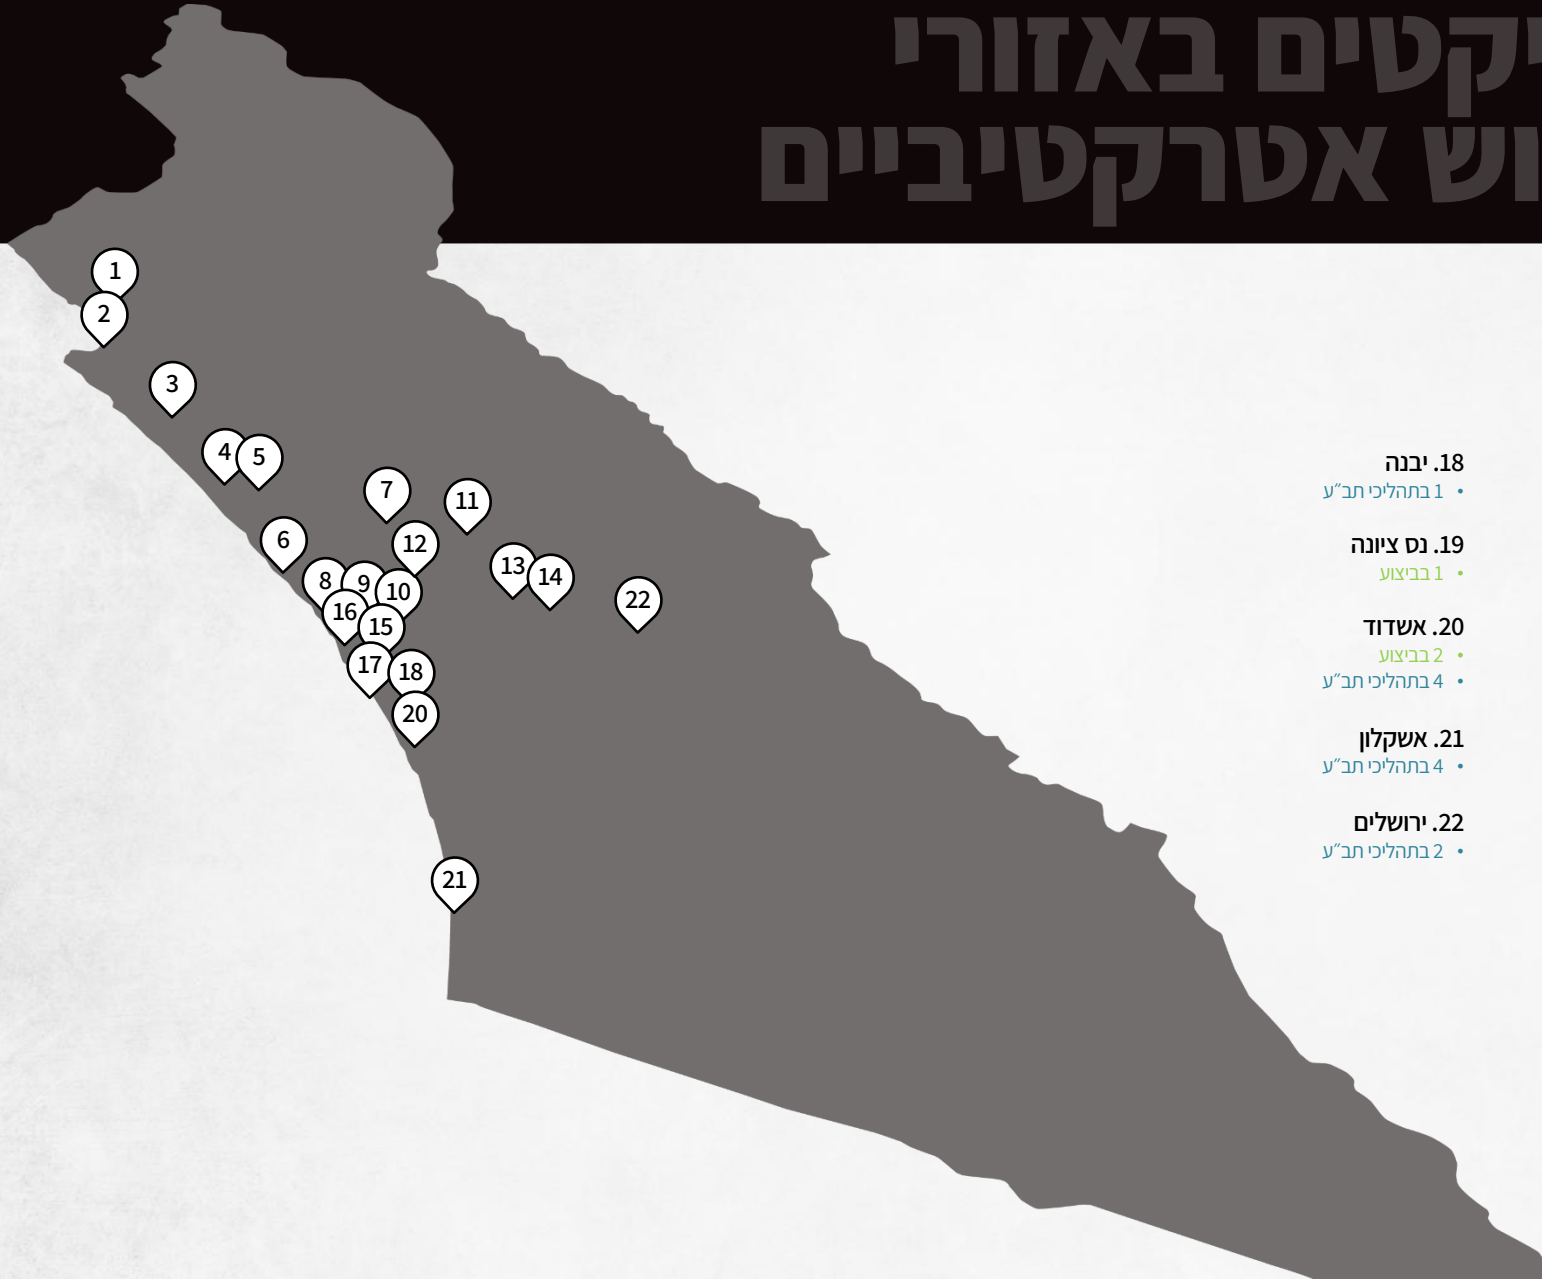 יקטים באזורי
וש אטרקטיביים
1
2
3
4
5
6
7
8
9
10
11
12
13
14
15
16
17
18
20
21
22
18. יבנה
• 1 בתהליכי תב״ע
19. נס ציונה
• 1 בביצוע
20. אשדוד
• 2 בביצוע
• 4 בתהליכי תב״ע
21. אשקלון
• 4 בתהליכי תב״ע
22. ירושלים
• 2 בתהליכי תב״ע